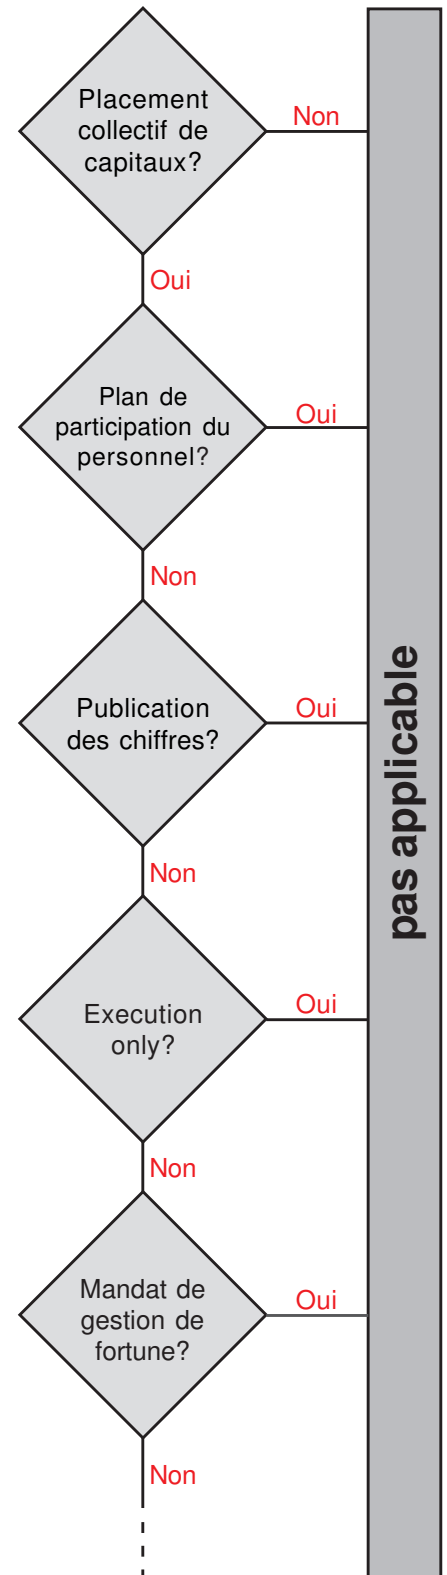 Placement
collectif de
capitaux?
Non
Oui
Plan de
participation du
personnel?
Oui
Non
Publication
des chiffres?
Oui
Non
pas applicable
Execution
only?
Oui
Non
Mandat de
gestion de
fortune?
Oui
Non